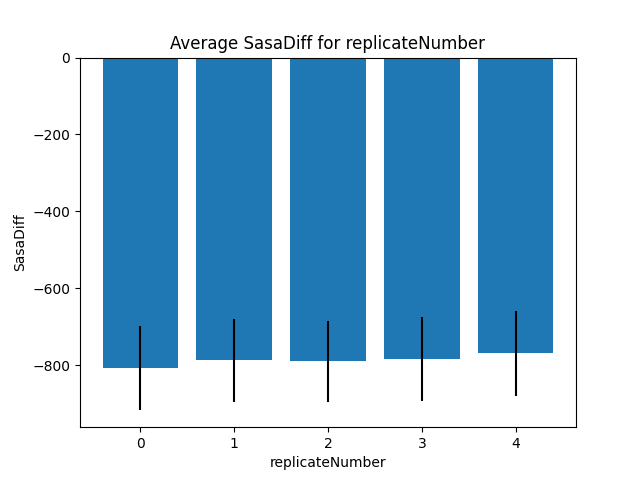 Average SasaDiff for replicateNumber
0
−200
−400
−600
−800
SasaDiff
0 1 2 3 4
replicateNumber